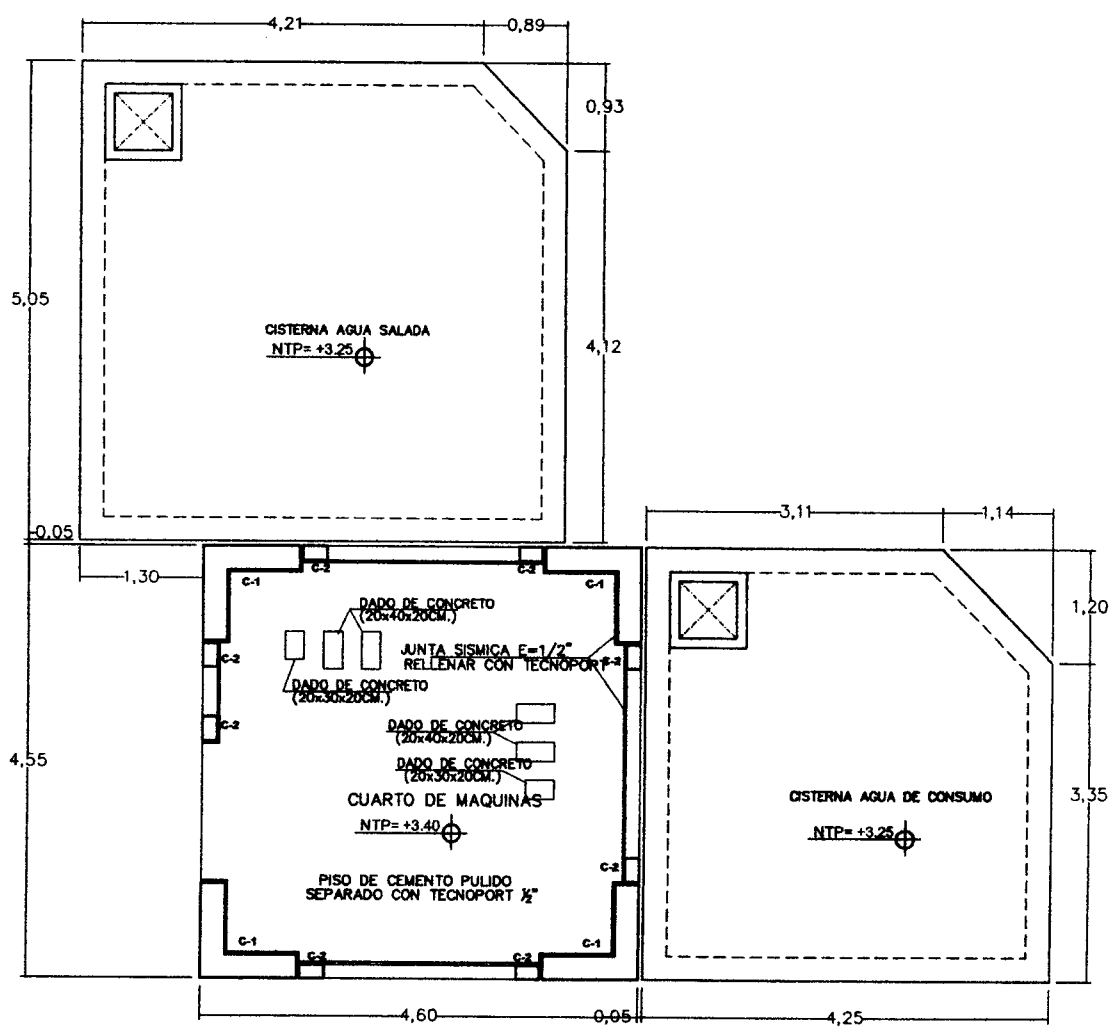 4,21
0,89
0,93
5,05
CISTERNA AGUA SALADA
NTP= +3.25
4,12
0.05
1,30
3,11
1,14
C-2
C-2
C-1
C-1
DADO DE CONCRETO
(20x40x20CM.)
1,20
JUNTA SISMICA E=1/2"
RELLENAR CON TECNOPORT
C-2
C-2
DADO DE CONCRETO
(20x30x20CM.)
C-2
DADO DE CONCRETO
(20x40x20CM.)
4,55
DADO DE CONCRETO
(20x30x20CM.)
CUARTO DE MAQUINAS
NTP= +3.40
CISTERNA AGUA DE CONSUMO
NTP= +3.25
3,35
C-2
PISO DE CEMENTO PULIDO
SEPARADO CON TECNOPORT ½"
C-1
C-1
C-2
C-2
4,60
0,05
4,25